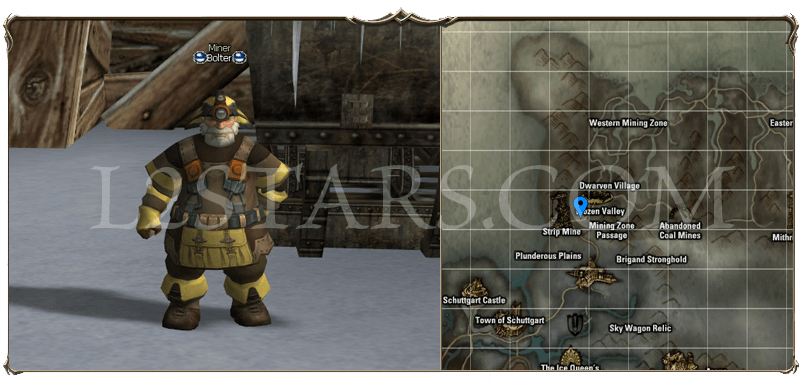 Miner
Bolter
L2STARS.COM
Western Mining Zone
Easter
Dwarven Village
ozen Valley
Strip Mine
Mining Zone
Passage
Abandoned
Coal Mines
Mithr
Plunderous Plains
Brigand Stronghold
Schuttgart Castle
Town of Schuttgart
Sky Wagon Relic
The Ice Queen's